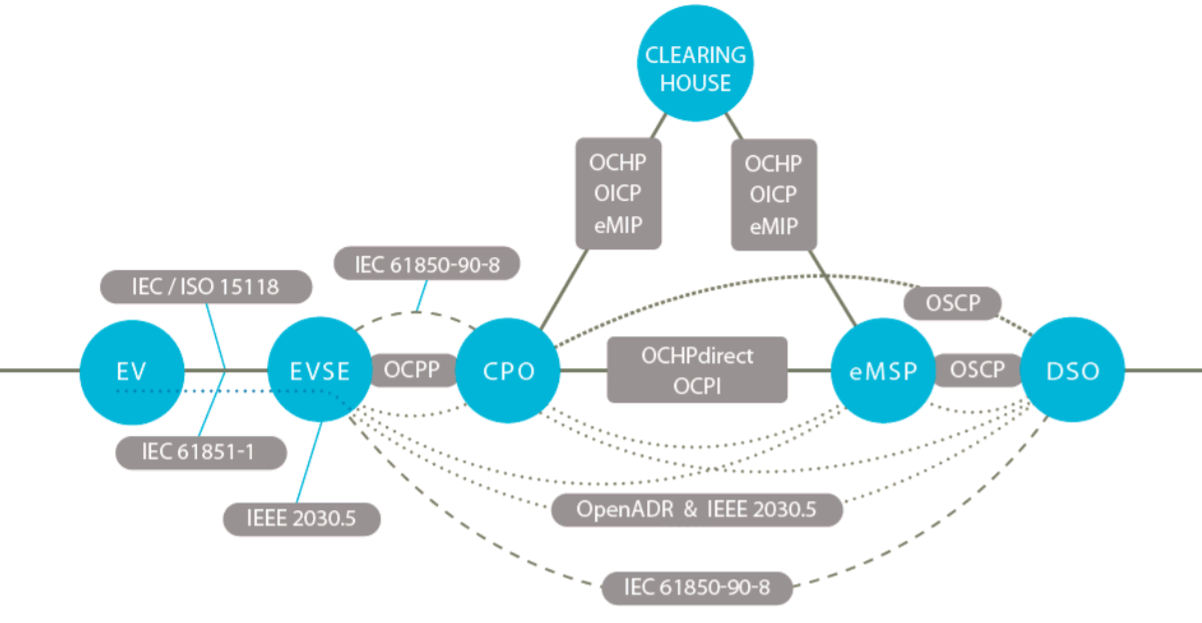 CLEARING
HOUSE
OCHP
OICP
eMIP
OCHP
OICP
eMIP
IEC 61850-90-8
IEC / ISO 15118
OSCP
EV
EVSE
OCPP
CPO
OCHPdirect
OCPI
eMSP
OSCP
DSO
IEC 61851-1
IEEE 2030.5
OpenADR & IEEE 2030.5
IEC 61850-90-8